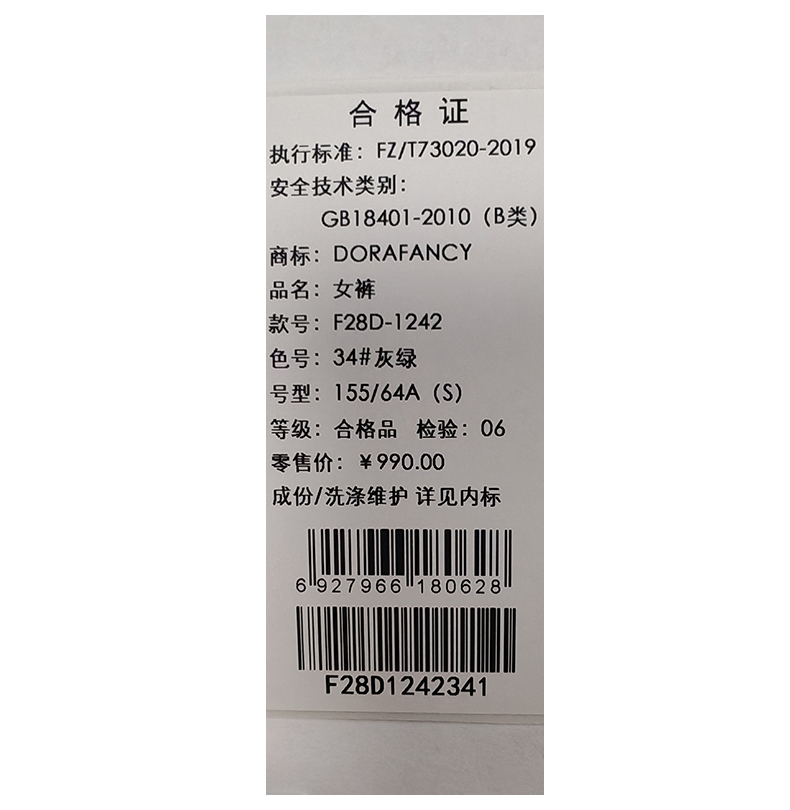 合格证
执行标准：FZ/T73020-2019
安全技术类别：
GB18401-2010（B类）
商标：DORAFANCY
品名：女裤
款号：F28D-1242
色号：34#灰绿
号型：155/64A（S）
等级：合格品 检验：06
零售价：￥990.00
成份/洗涤维护 详见内标
6 927966 180628
F28D1242341